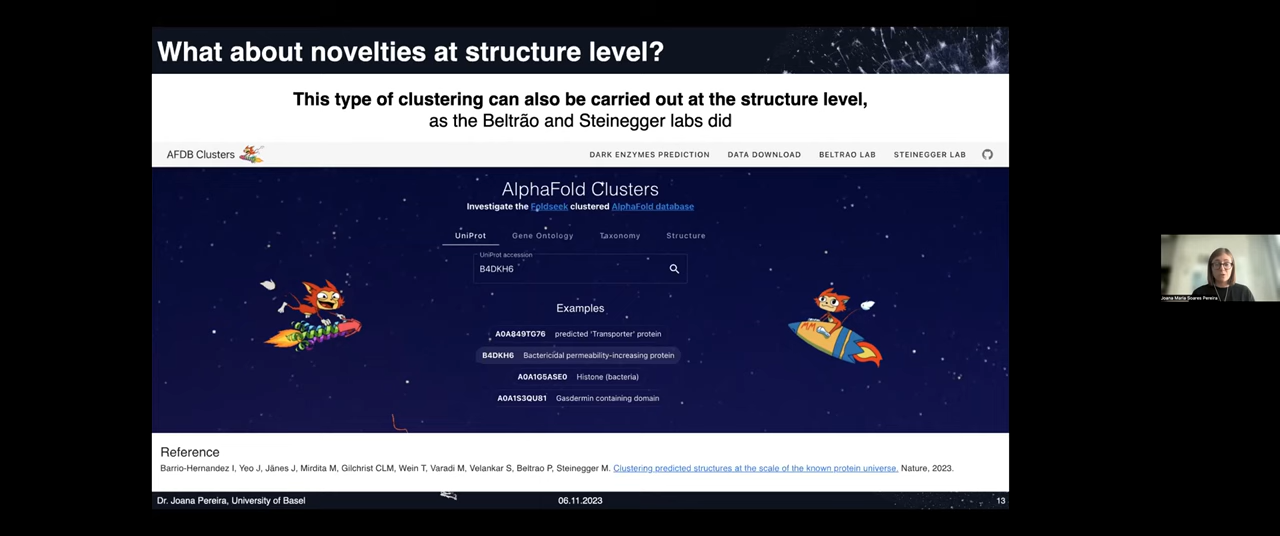 What about novelties at structure level?
This type of clustering can also be carried out at the structure level,
as the Beltrão and Steinegger labs did
AFDB Clusters
DARK ENZYMES PREDICTION DATA DOWNLOAD BELTRAO LAB STEINEGGER LAB
AlphaFold Clusters
Investigate the Foldseek clustered AlphaFold database
UniProt Gene Ontology Taxonomy Structure
UniProt accession
B4DKH6
Examples
A0A849TG76 predicted 'Transporter' protein
B4DKH6 Bactericidal permeability-increasing protein
A0A1G5ASE0 Histone (bacteria)
A0A1S3QU81 Gasdermin containing domain
Joana Maria Soares Pereira
Reference
Barrio-Hernandez I, Yeo J, Jänes J, Mirdita M, Gilchrist CLM, Wein T, Varadi M, Velankar S, Beltrao P, Steinegger M. Clustering predicted structures at the scale of the known protein universe. Nature, 2023.
Dr. Joana Pereira, University of Basel 06.11.2023 13